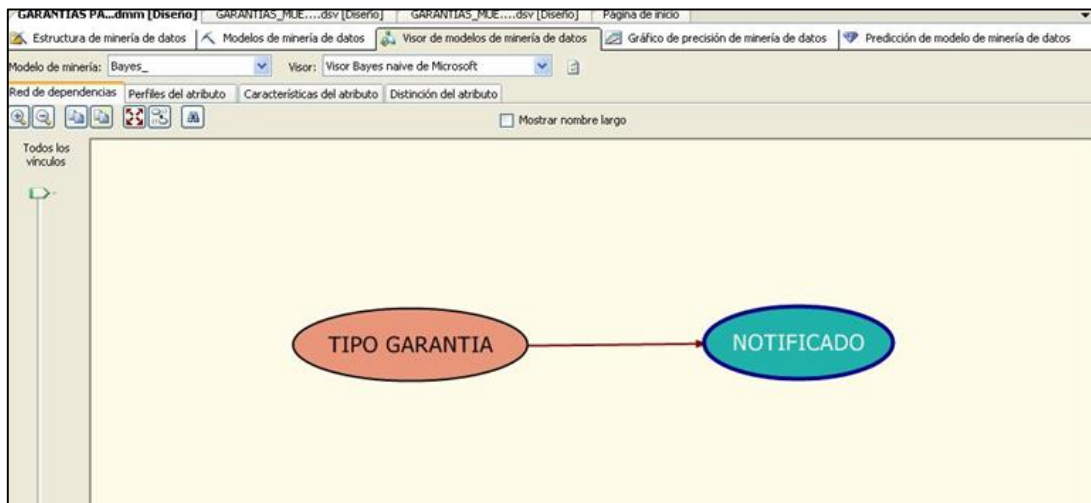 GARANTIAS PA...dmm [Diseño] GARANTIAS_MUE....dsv [Diseño] GARANTIAS_MUE....dsv [Diseño] Página de inicio
Estructura de minería de datos Modelos de minería de datos Visor de modelos de minería de datos Gráfico de precisión de minería de datos Predicción de modelo de minería de datos
Modelo de minería: Bayes_ Visor: Visor Bayes naive de Microsoft
Red de dependencias Perfiles del atributo Características del atributo Distinción del atributo
Mostrar nombre largo
Todos los
vínculos
TIPO GARANTIA NOTIFICADO